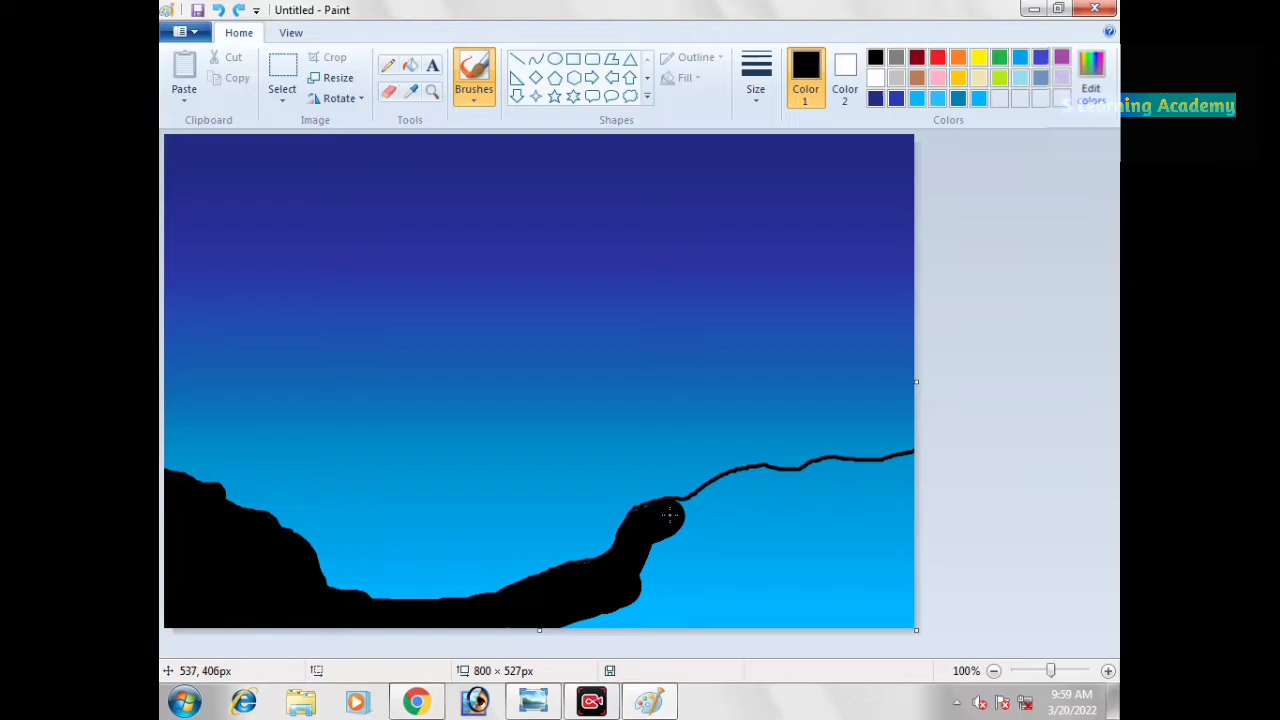 Untitled - Paint
Home
View
Paste
Cut
Copy
Clipboard
Select
Crop
Resize
Rotate
Image
A
Tools
Brushes
Outline
Fill
Shapes
Size
Color 1
Color 2
Edit colors
Colors
S Learning Academy
537, 406px
800 × 527px
100%
9:59 AM
3/20/2022